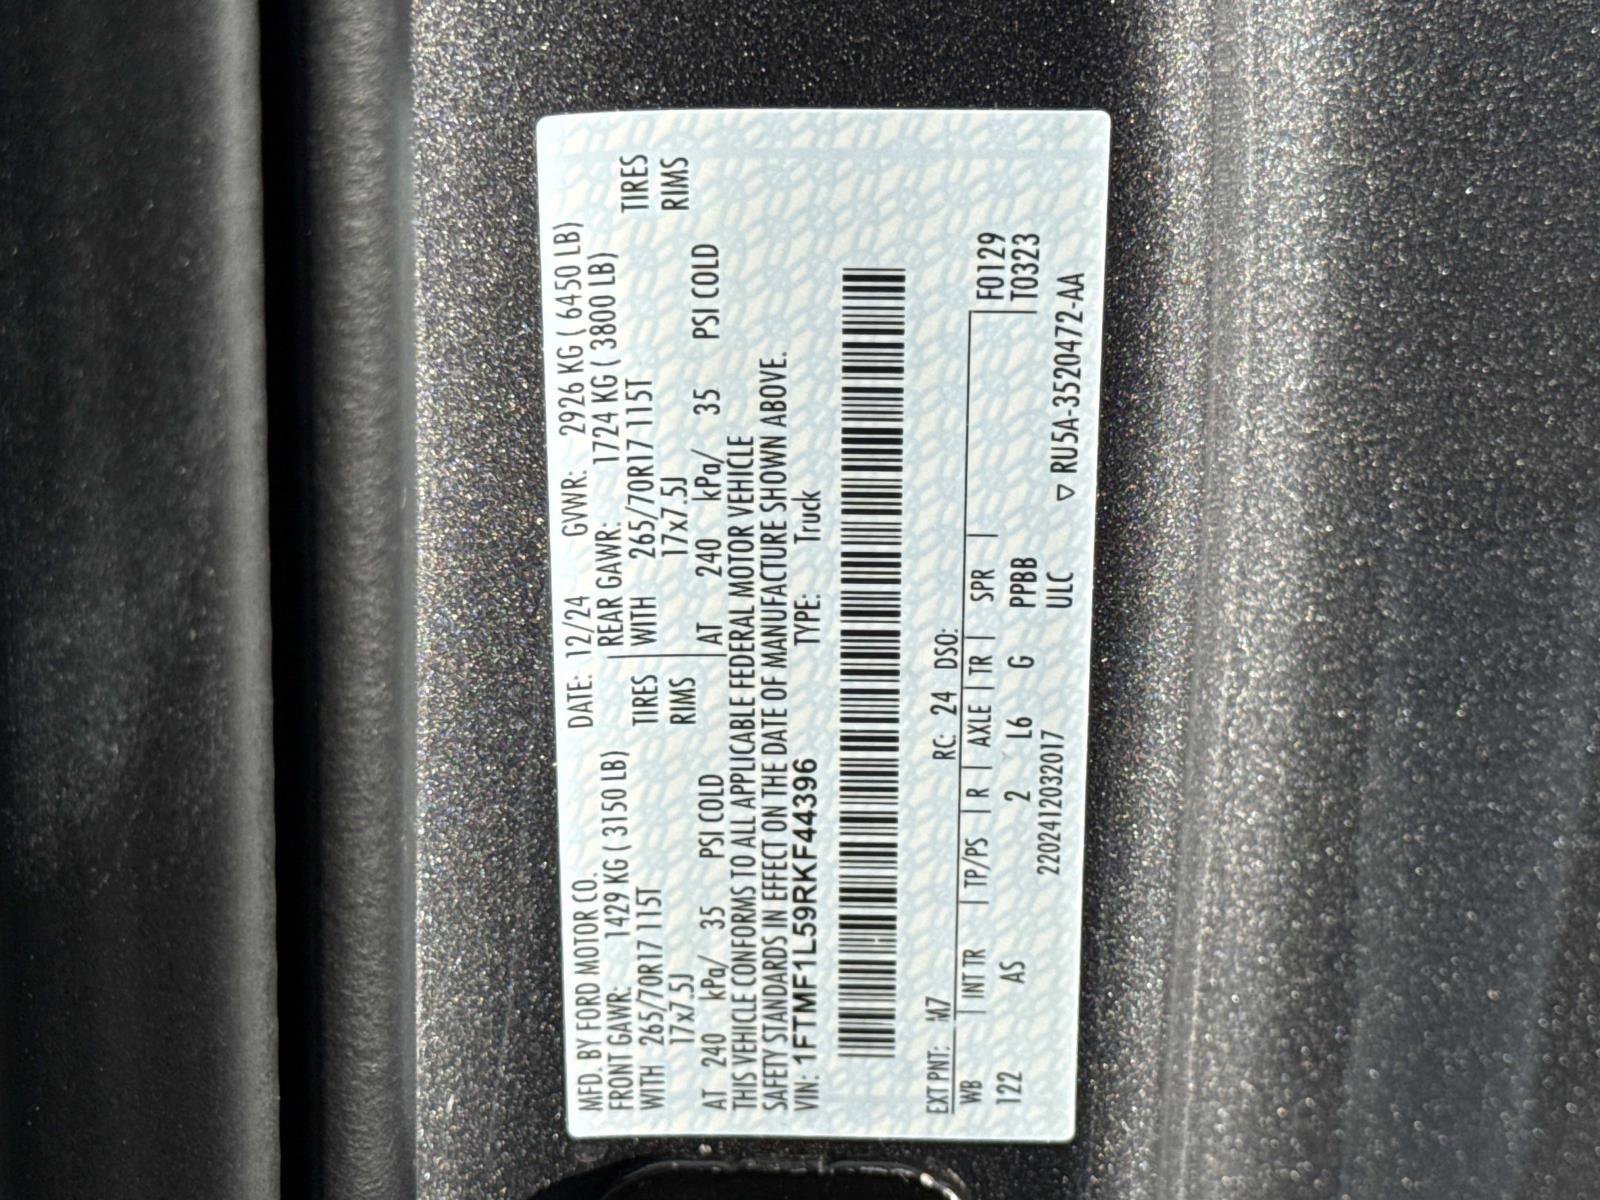 MFD. BY FORD MOTOR CO.
DATE: 12/24 GVWR: 2926 KG ( 6450 LB)
FRONT GAWR: 1429 KG ( 3150 LB) REAR GAWR: 1724 KG ( 3800 LB)
WITH 265/70R17 115T TIRES WITH 265/70R17 115T TIRES
17x7.5J RIMS 17x7.5J RIMS
AT 240 kPa/ 35 PSI COLD AT 240 kPa/ 35 PSI COLD
THIS VEHICLE CONFORMS TO ALL APPLICABLE FEDERAL MOTOR VEHICLE
SAFETY STANDARDS IN EFFECT ON THE DATE OF MANUFACTURE SHOWN ABOVE.
VIN: 1FTMF1L59RKF44396 TYPE: Truck
EXT PNT: MZ RC: 24 DSO:
WB | INT TR | TP/PS | R | AXLE | TR | SPR | F0129
122 AS 2 L6 G PPBB T0323
2202412032017 ULC ▽ RU5A-3520472-AA